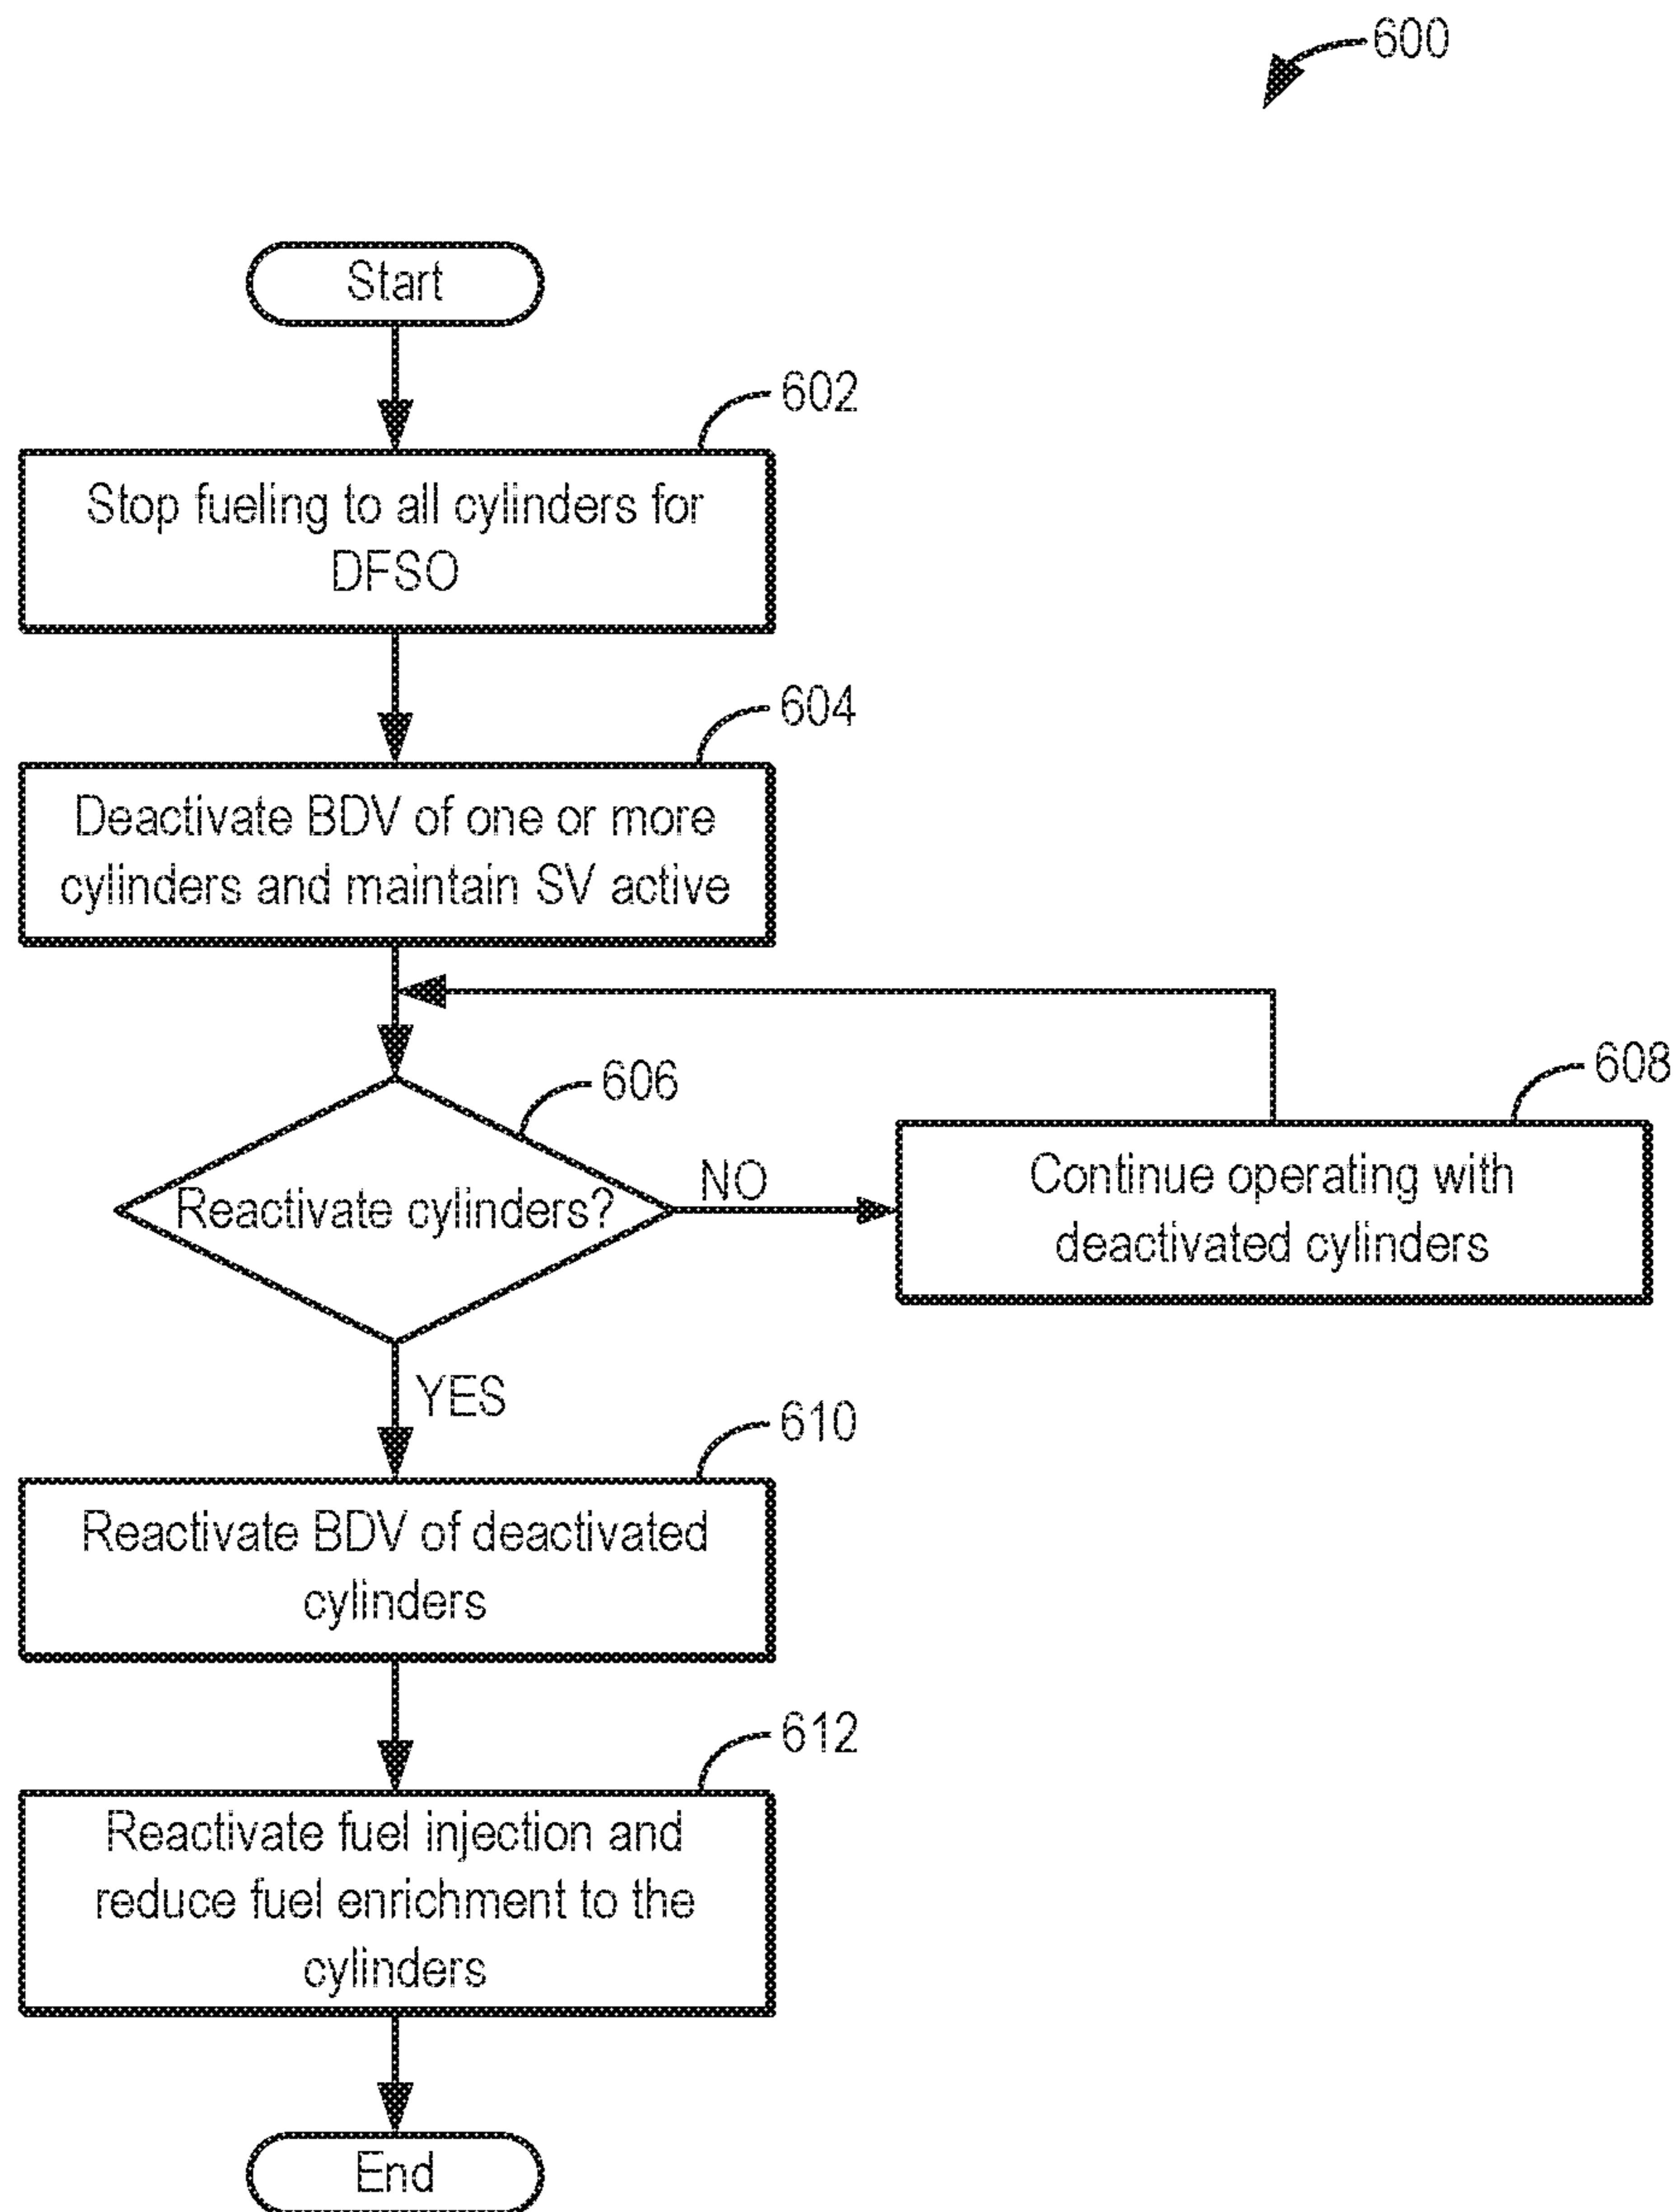 600
Start
602
Stop fueling to all cylinders for
DFSO
604
Deactivate BDV of one or more
cylinders and maintain SV active
606
Reactivate cylinders?
NO
608
Continue operating with
deactivated cylinders
YES
610
Reactivate BDV of deactivated
cylinders
612
Reactivate fuel injection and
reduce fuel enrichment to the
cylinders
End